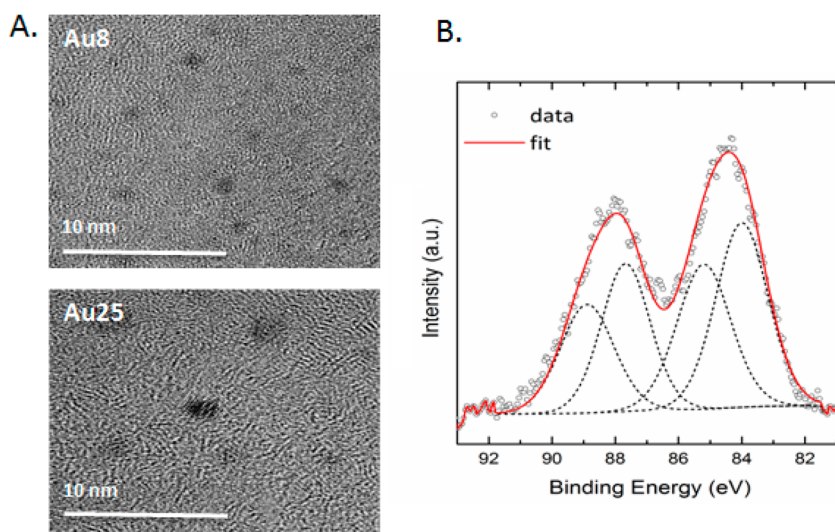 A.
Au8
10 nm
Au25
10 nm
B.
data
fit
Intensity (a.u.)
92 90 88 86 84 82
Binding Energy (eV)